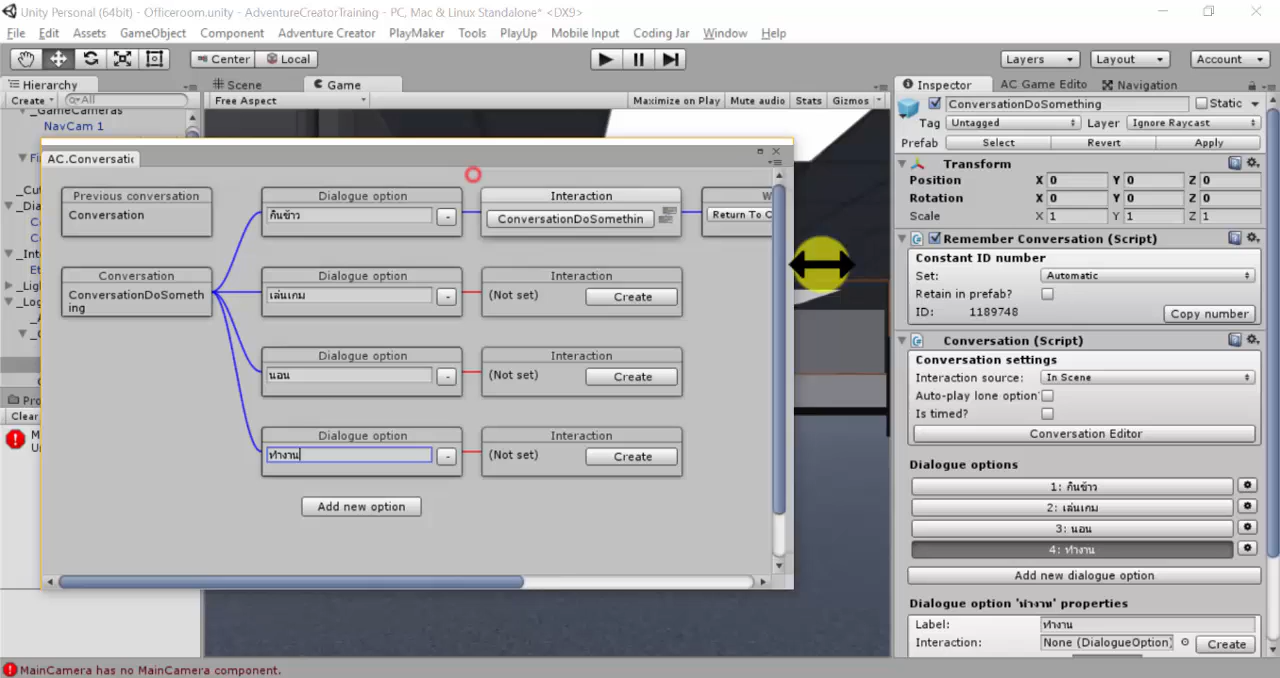 Unity Personal (64bit) - Officeroom.unity - AdventureCreatorTraining - PC, Mac & Linux Standalone* <DX9>
File Edit Assets GameObject Component Adventure Creator PlayMaker Tools PlayUp Mobile Input Coding Jar Window Help
Center Local Layers Layout Account
Hierarchy Scene Game Inspector AC Game Edito Navigation
Create All Free Aspect Maximize on Play Mute audio Stats Gizmos
_GameCameras
NavCam 1
ConversationDoSomething Static
Tag Untagged Layer Ignore Raycast
Prefab Select Revert Apply
Transform
Position X 0 Y 0 Z 0
Rotation X 0 Y 0 Z 0
Scale X 1 Y 1 Z 1
Remember Conversation (Script)
Constant ID number
Set: Automatic
Retain in prefab?
ID: 1189748 Copy number
Conversation (Script)
Conversation settings
Interaction source: In Scene
Auto-play lone option
Is timed?
Conversation Editor
Dialogue options
1: กินข้าว
2: เล่นเกม
3: นอน
4: ทำงาน
Add new dialogue option
Dialogue option 'ทำงาน' properties
Label: ทำงาน
Interaction: None (DialogueOption) Create
AC.Conversatic
Previous conversation
Conversation
Dialogue option
กินข้าว -
Interaction
ConversationDoSomethin
Return To C
Conversation
ConversationDoSometh
ing
Dialogue option
เล่นเกม -
Interaction
(Not set) Create
Dialogue option
นอน -
Interaction
(Not set) Create
Dialogue option
ทำงาน -
Interaction
(Not set) Create
Add new option
Clear
MainCamera has no MainCamera component.